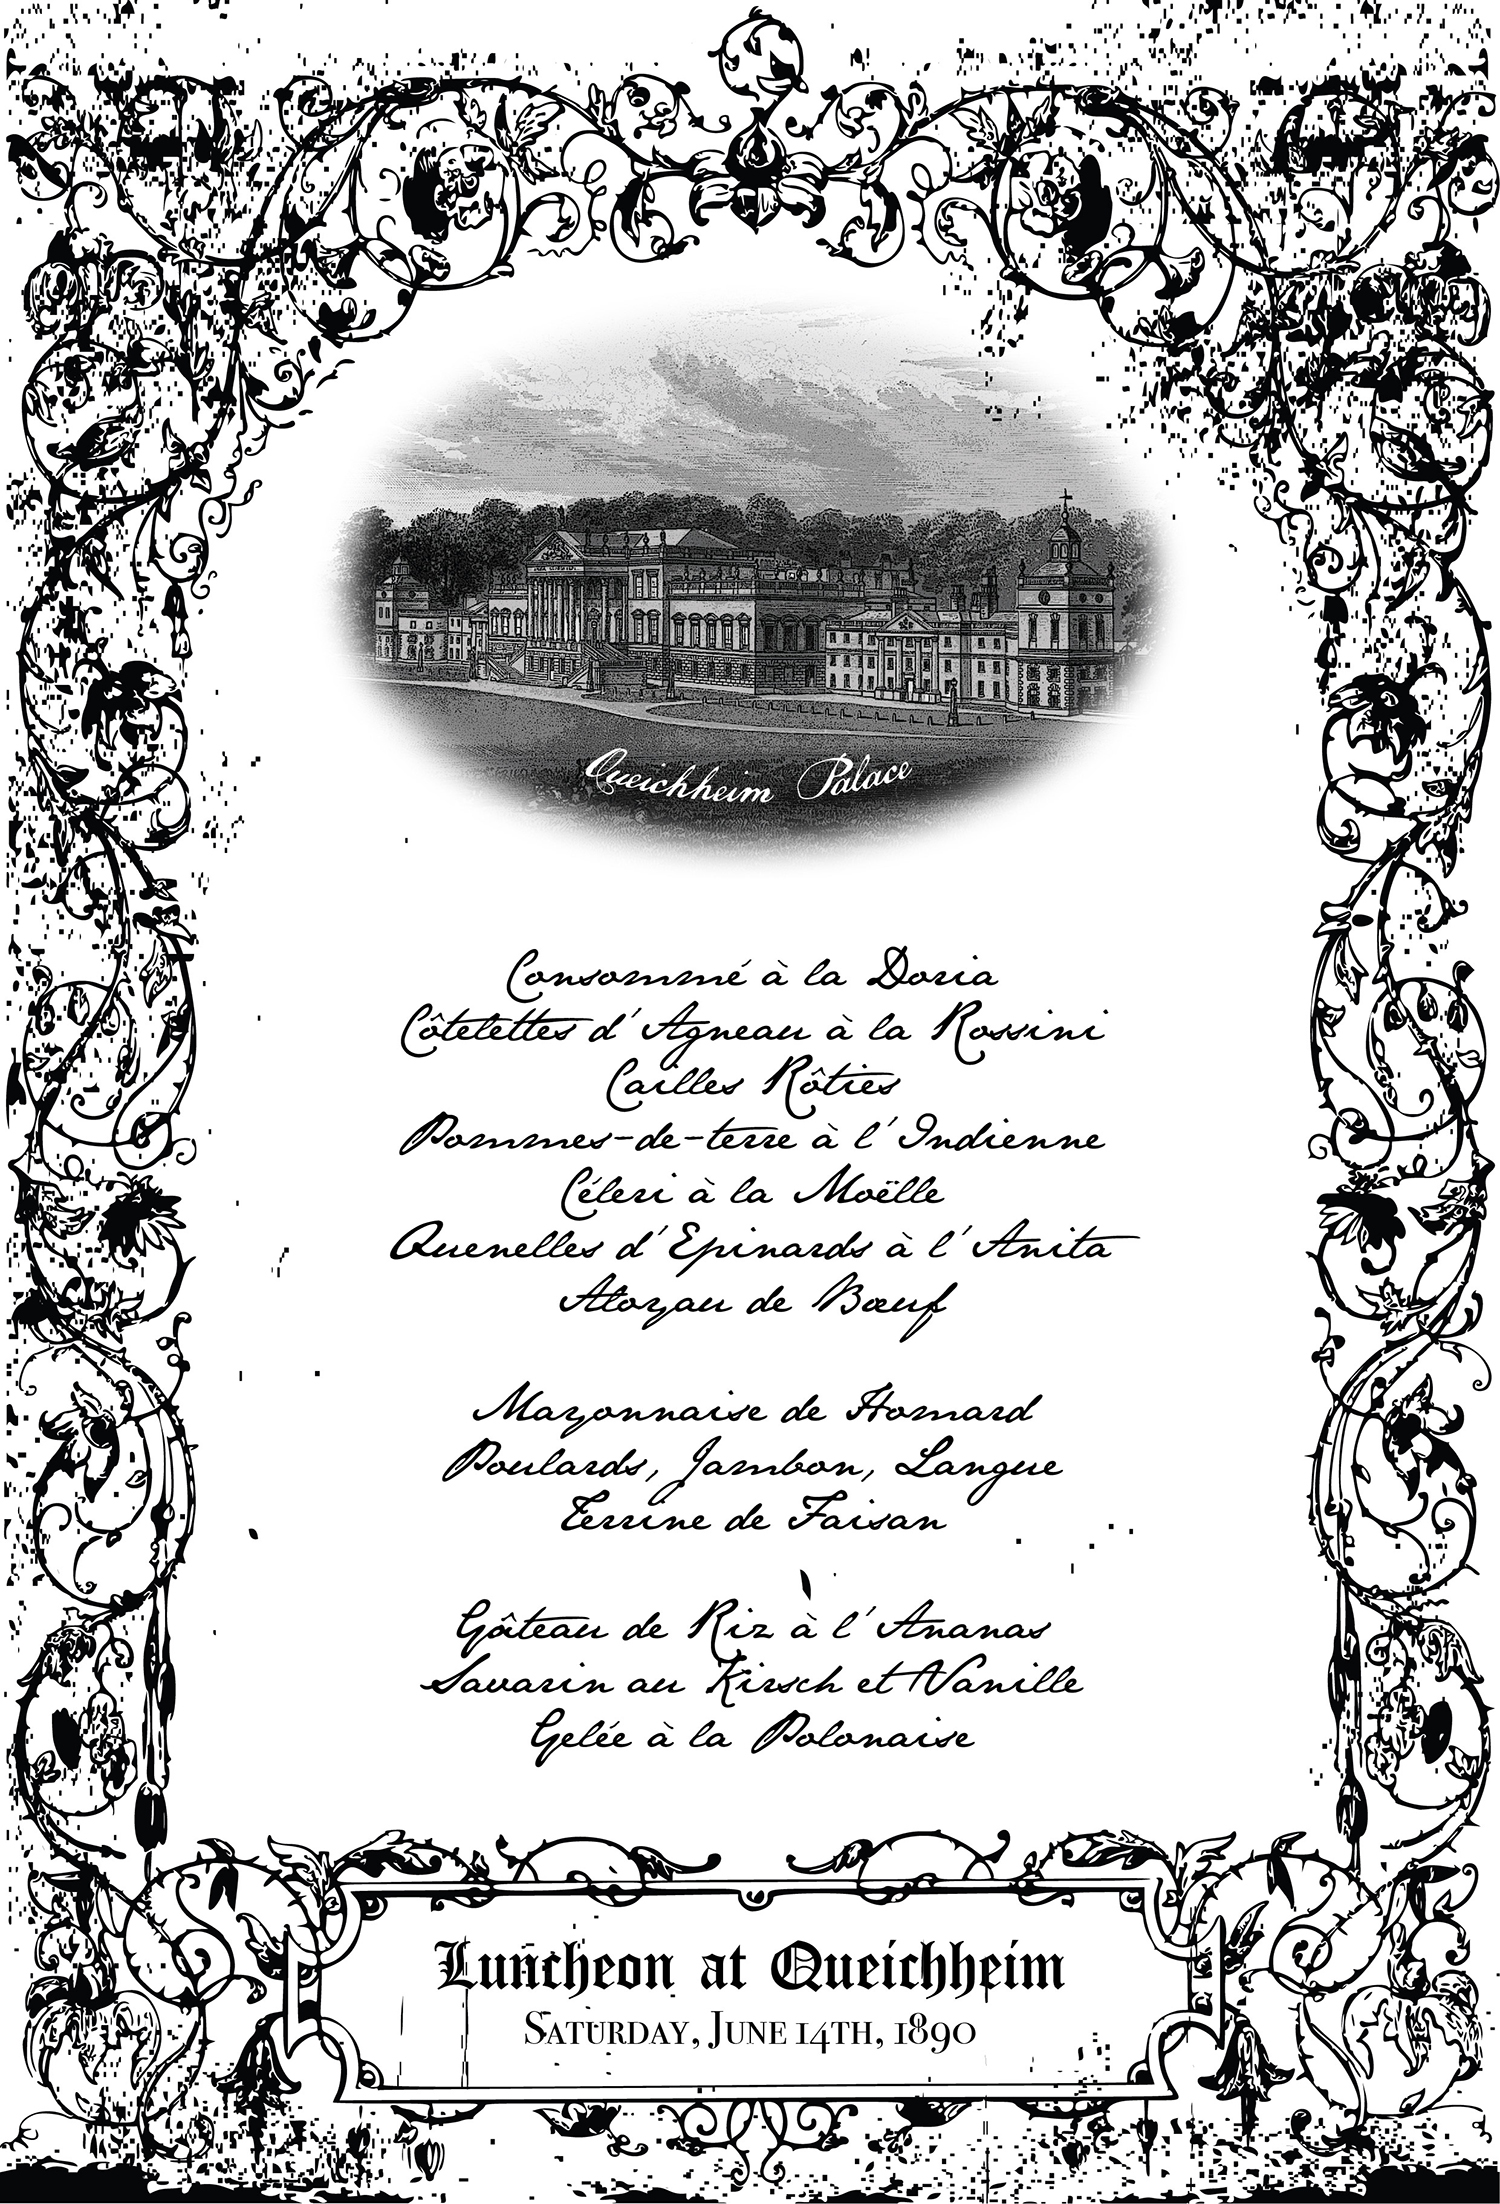 Queichheim Palace
Consommé à la Doria
Côtelettes d'Agneau à la Rossini
Cailles Rôties
Pommes-de-terre à l'Indienne
Céleri à la Moëlle
Quenelles d'Epinards à l'Anita
Aloyau de Bœuf
Mayonnaise de Homard
Poulards, Jambon, Langue
Terrine de Faisan
Gâteau de Riz à l'Ananas
Savarin au Kirsch et Vanille
Gelée à la Polonaise
Luncheon at Queichheim
Saturday, June 14th, 1890